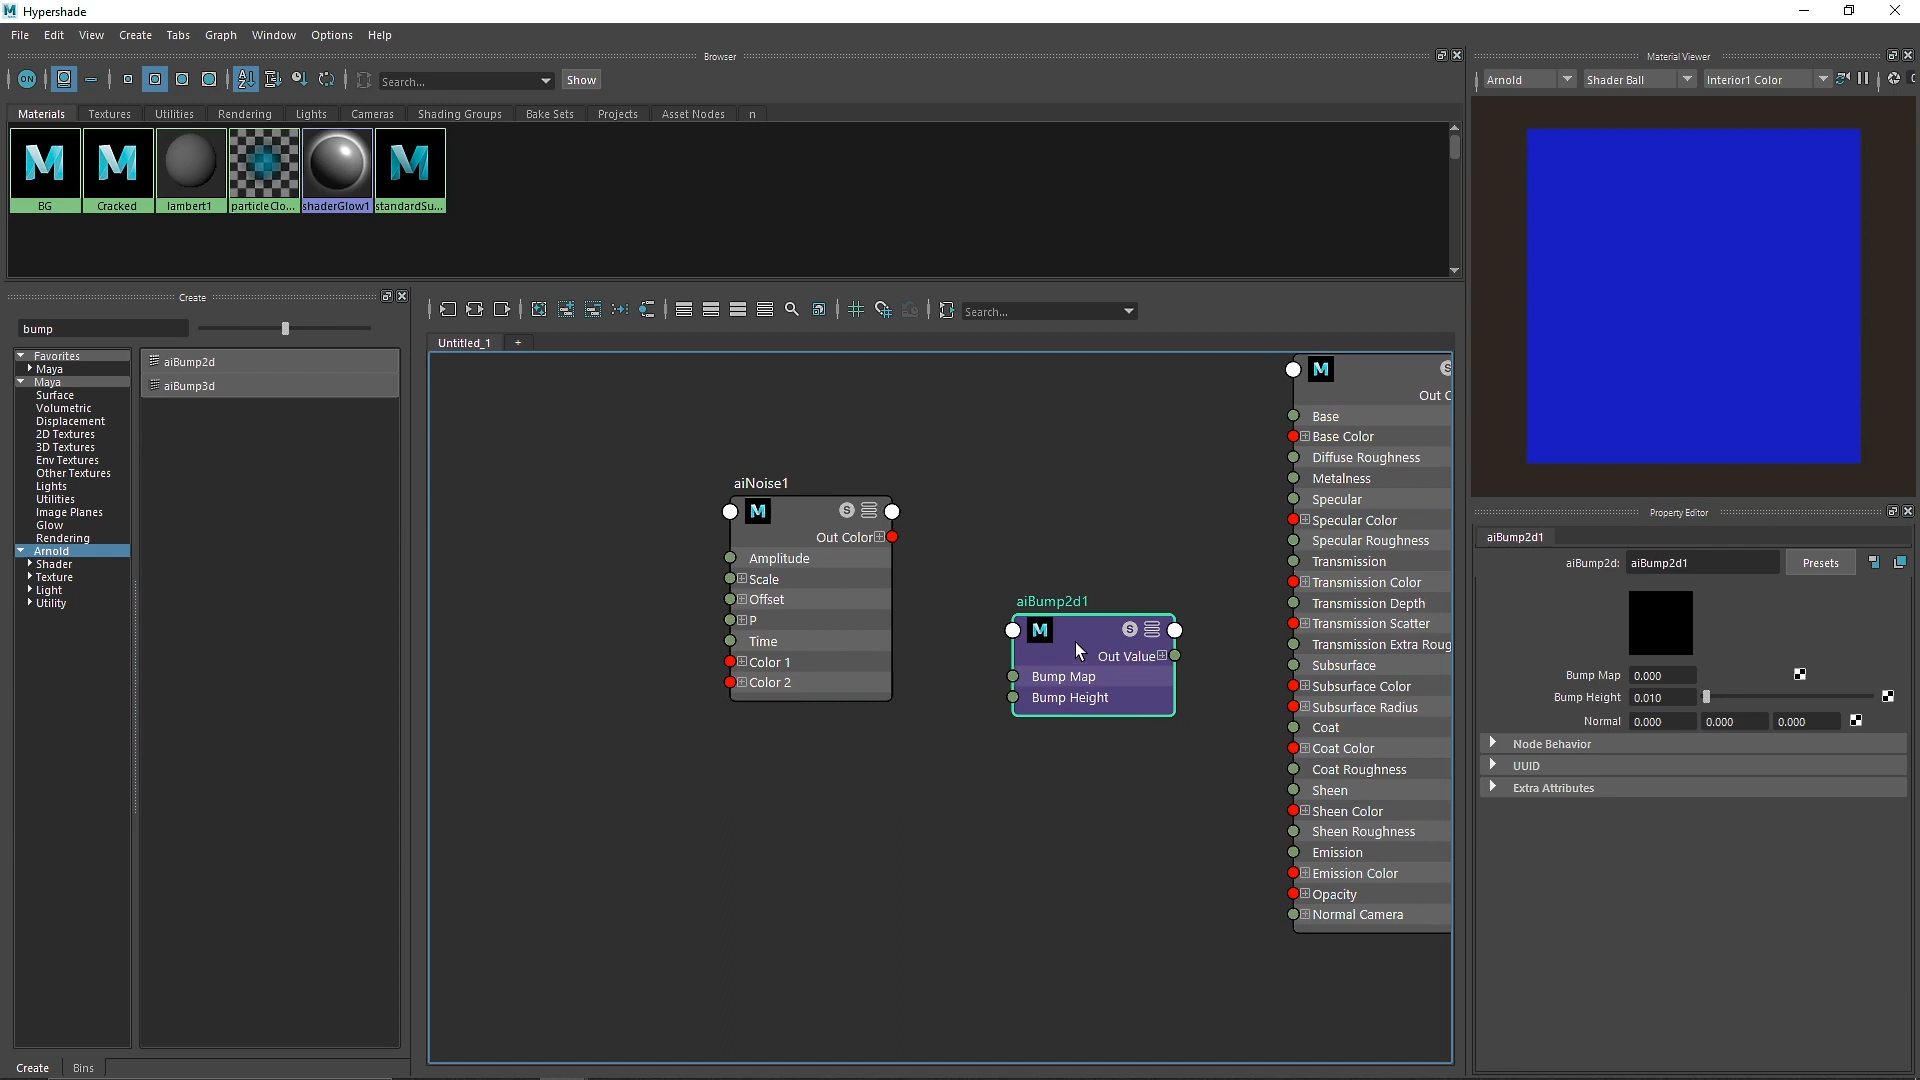 Hypershade
File Edit View Create Tabs Graph Window Options Help
Browser
Material Viewer
ON
Search...
Show
Arnold
Shader Ball
Interior1 Color
Materials Textures Utilities Rendering Lights Cameras Shading Groups Bake Sets Projects Asset Nodes n
BG Cracked lambert1 particleClo... shaderGlow1 standardSu...
Create
bump
Search...
Favorites
Maya
Maya
Surface
Volumetric
Displacement
2D Textures
3D Textures
Env Textures
Other Textures
Lights
Utilities
Image Planes
Glow
Rendering
Arnold
Shader
Texture
Light
Utility
aiBump2d
aiBump3d
Untitled_1 +
aiNoise1
M
S
Out Color
Amplitude
Scale
Offset
P
Time
Color 1
Color 2
aiBump2d1
M
S
Out Value
Bump Map
Bump Height
M
S
Out C
Base
Base Color
Diffuse Roughness
Metalness
Specular
Specular Color
Specular Roughness
Transmission
Transmission Color
Transmission Depth
Transmission Scatter
Transmission Extra Roug
Subsurface
Subsurface Color
Subsurface Radius
Coat
Coat Color
Coat Roughness
Sheen
Sheen Color
Sheen Roughness
Emission
Emission Color
Opacity
Normal Camera
Property Editor
aiBump2d1
aiBump2d: aiBump2d1 Presets
Bump Map 0.000
Bump Height 0.010
Normal 0.000 0.000 0.000
Node Behavior
UUID
Extra Attributes
Create Bins